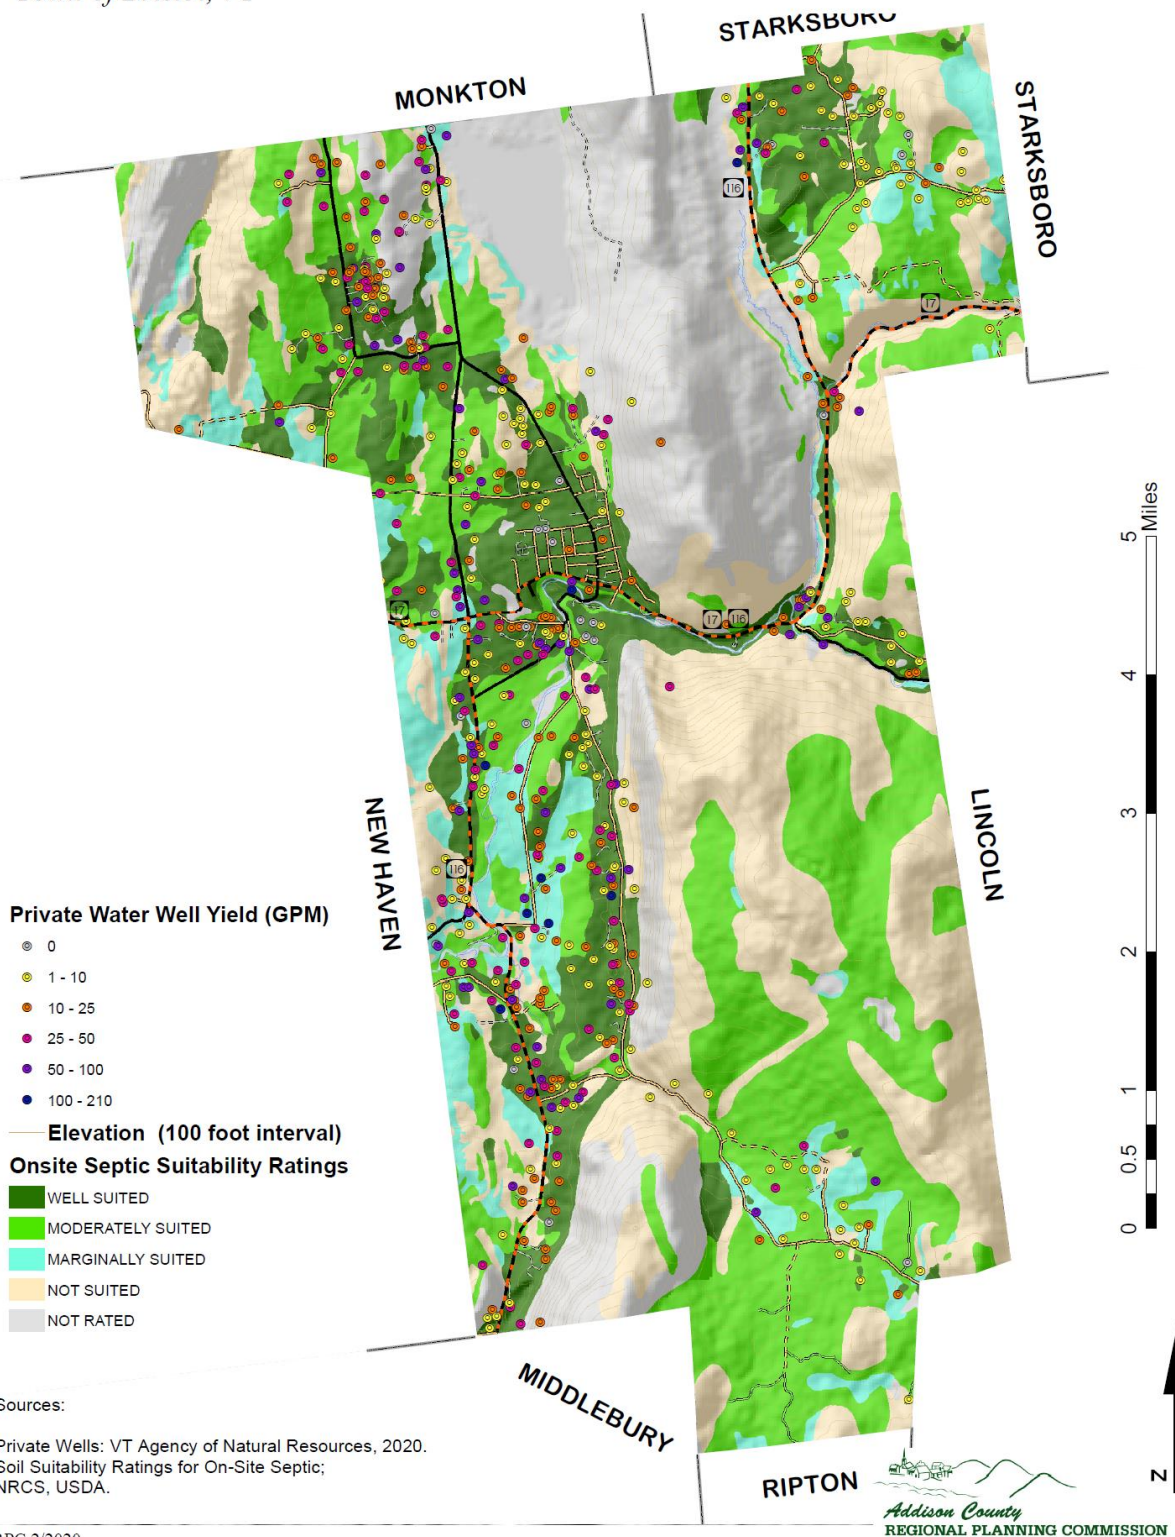 STARKSBORO
MONKTON
STARKSBORO
116
17
17
17 116
NEW HAVEN
LINCOLN
116
5 Miles
4
3
2
1
0.5
0
Private Water Well Yield (GPM)
0
1 - 10
10 - 25
25 - 50
50 - 100
100 - 210
Elevation (100 foot interval)
Onsite Septic Suitability Ratings
WELL SUITED
MODERATELY SUITED
MARGINALLY SUITED
NOT SUITED
NOT RATED
MIDDLEBURY
RIPTON
Sources:
Private Wells: VT Agency of Natural Resources, 2020.
Soil Suitability Ratings for On-Site Septic;
NRCS, USDA.
N
Addison County
REGIONAL PLANNING COMMISSION